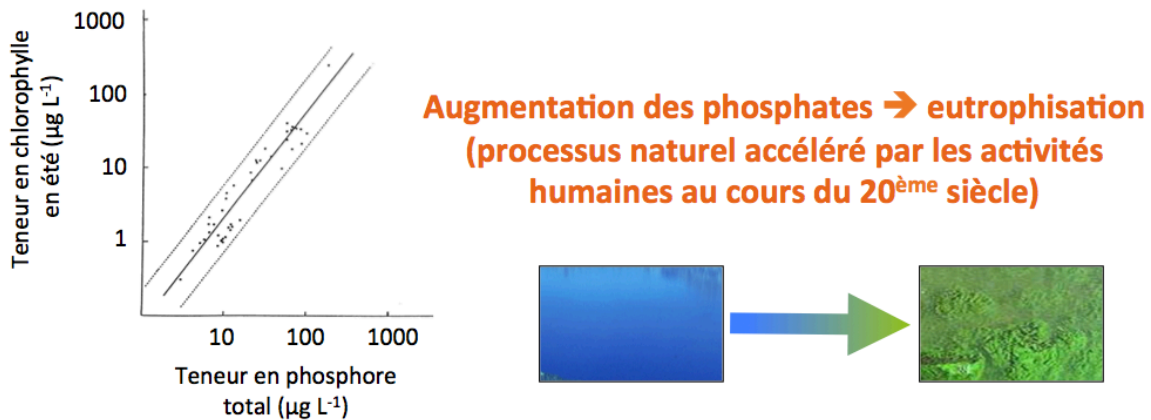 1000
100
10
1
Teneur en chlorophylle
en été (µg L⁻¹)
10 100 1000
Teneur en phosphore
total (µg L⁻¹)
Augmentation des phosphates ➔ eutrophisation
(processus naturel accéléré par les activités
humaines au cours du 20ème siècle)